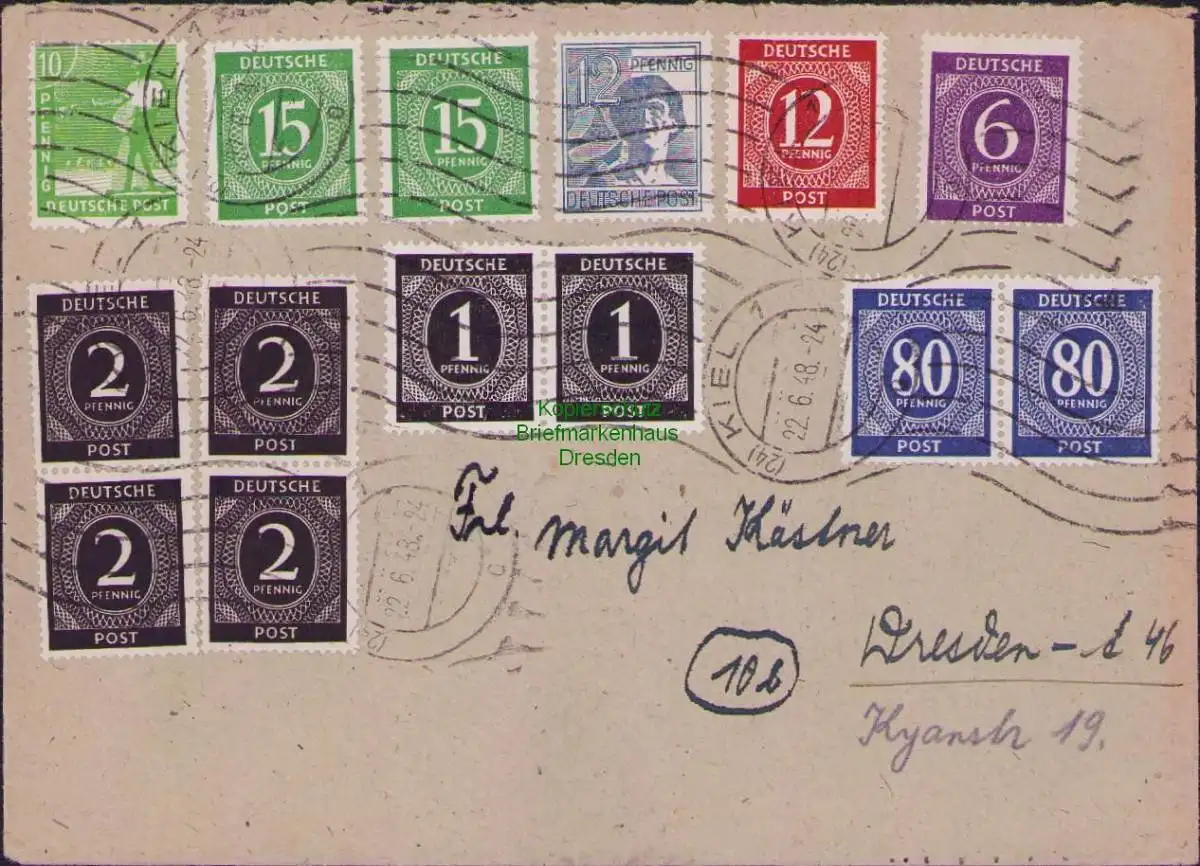 10 PFENNIG DEUTSCHE POST
DEUTSCHE
15
PFENNIG
POST
DEUTSCHE
15
PFENNIG
POST
12 PFENNIG
DEUTSCHE POST
DEUTSCHE
12
PFENNIG
POST
DEUTSCHE
6
PFENNIG
POST
KIEL 1
DEUTSCHE
2
PFENNIG
POST
DEUTSCHE
2
PFENNIG
POST
DEUTSCHE
1
PFENNIG
POST
DEUTSCHE
1
PFENNIG
POST
(24) KIEL 1
22.6.48.-24
DEUTSCHE
80
PFENNIG
POST
DEUTSCHE
80
PFENNIG
POST
DEUTSCHE
2
PFENNIG
POST
DEUTSCHE
2
PFENNIG
POST
22.6.48.-24
Kopierschutz
Briefmarkenhaus
Dresden
Frl. Margit Kästner
10b
Dresden-A 46
Kyawstr 19.